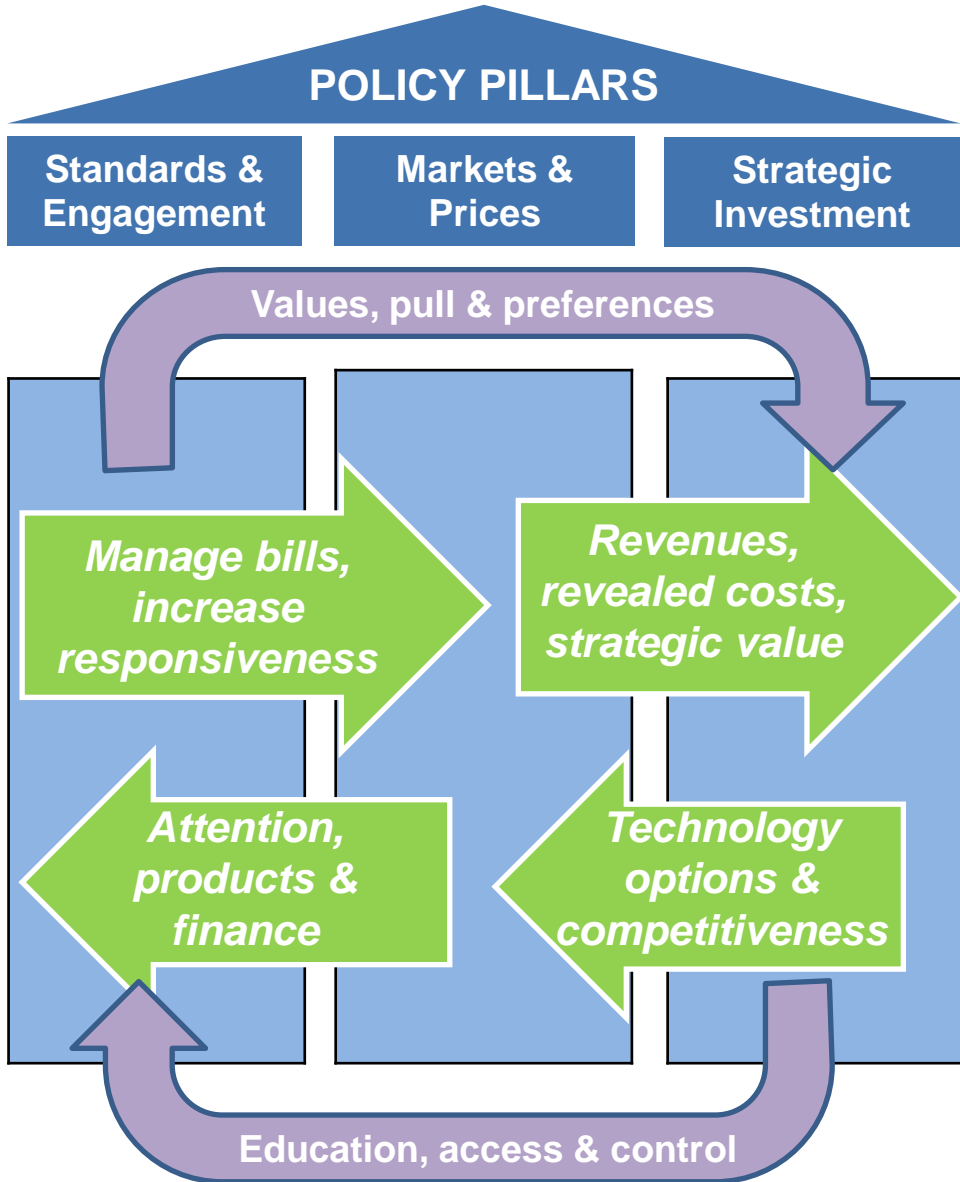 POLICY PILLARS
Standards &
Engagement
Markets &
Prices
Strategic
Investment
Values, pull & preferences
Manage bills,
increase
responsiveness
Revenues,
revealed costs,
strategic value
Attention,
products &
finance
Technology
options &
competitiveness
Education, access & control